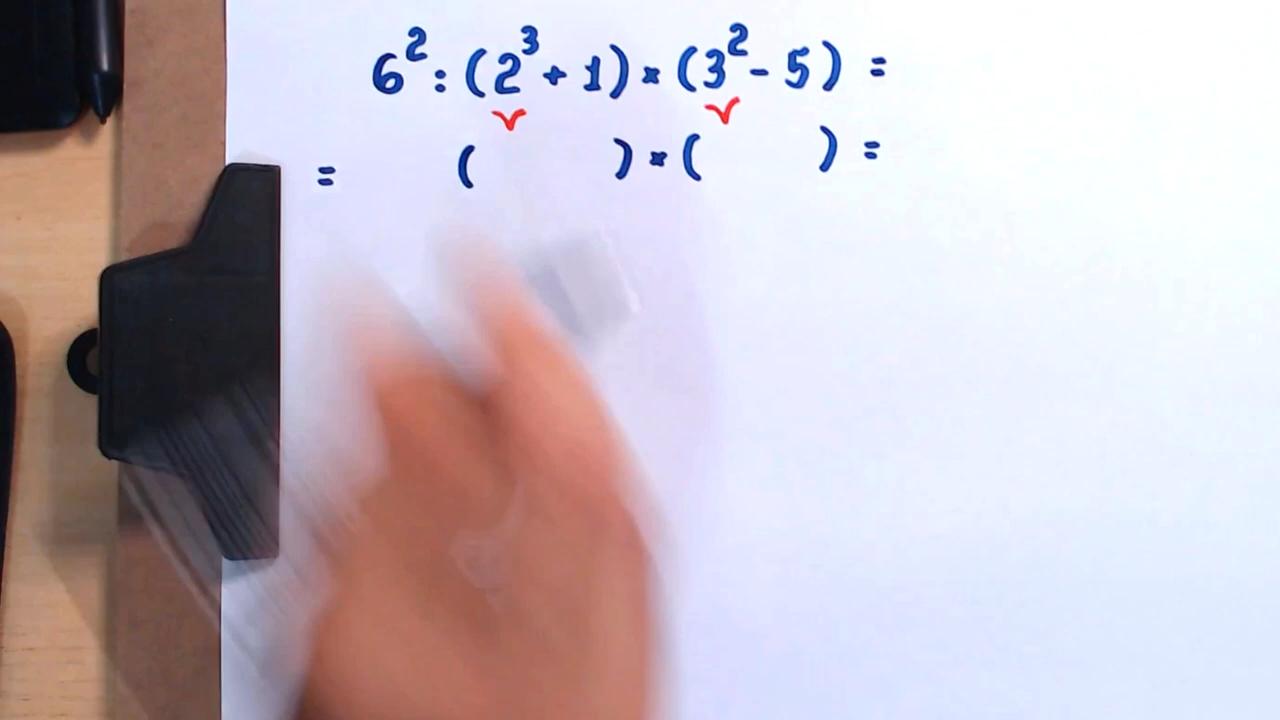 6² : (2³ + 1) × (3² - 5) =
= ( ) × ( ) =